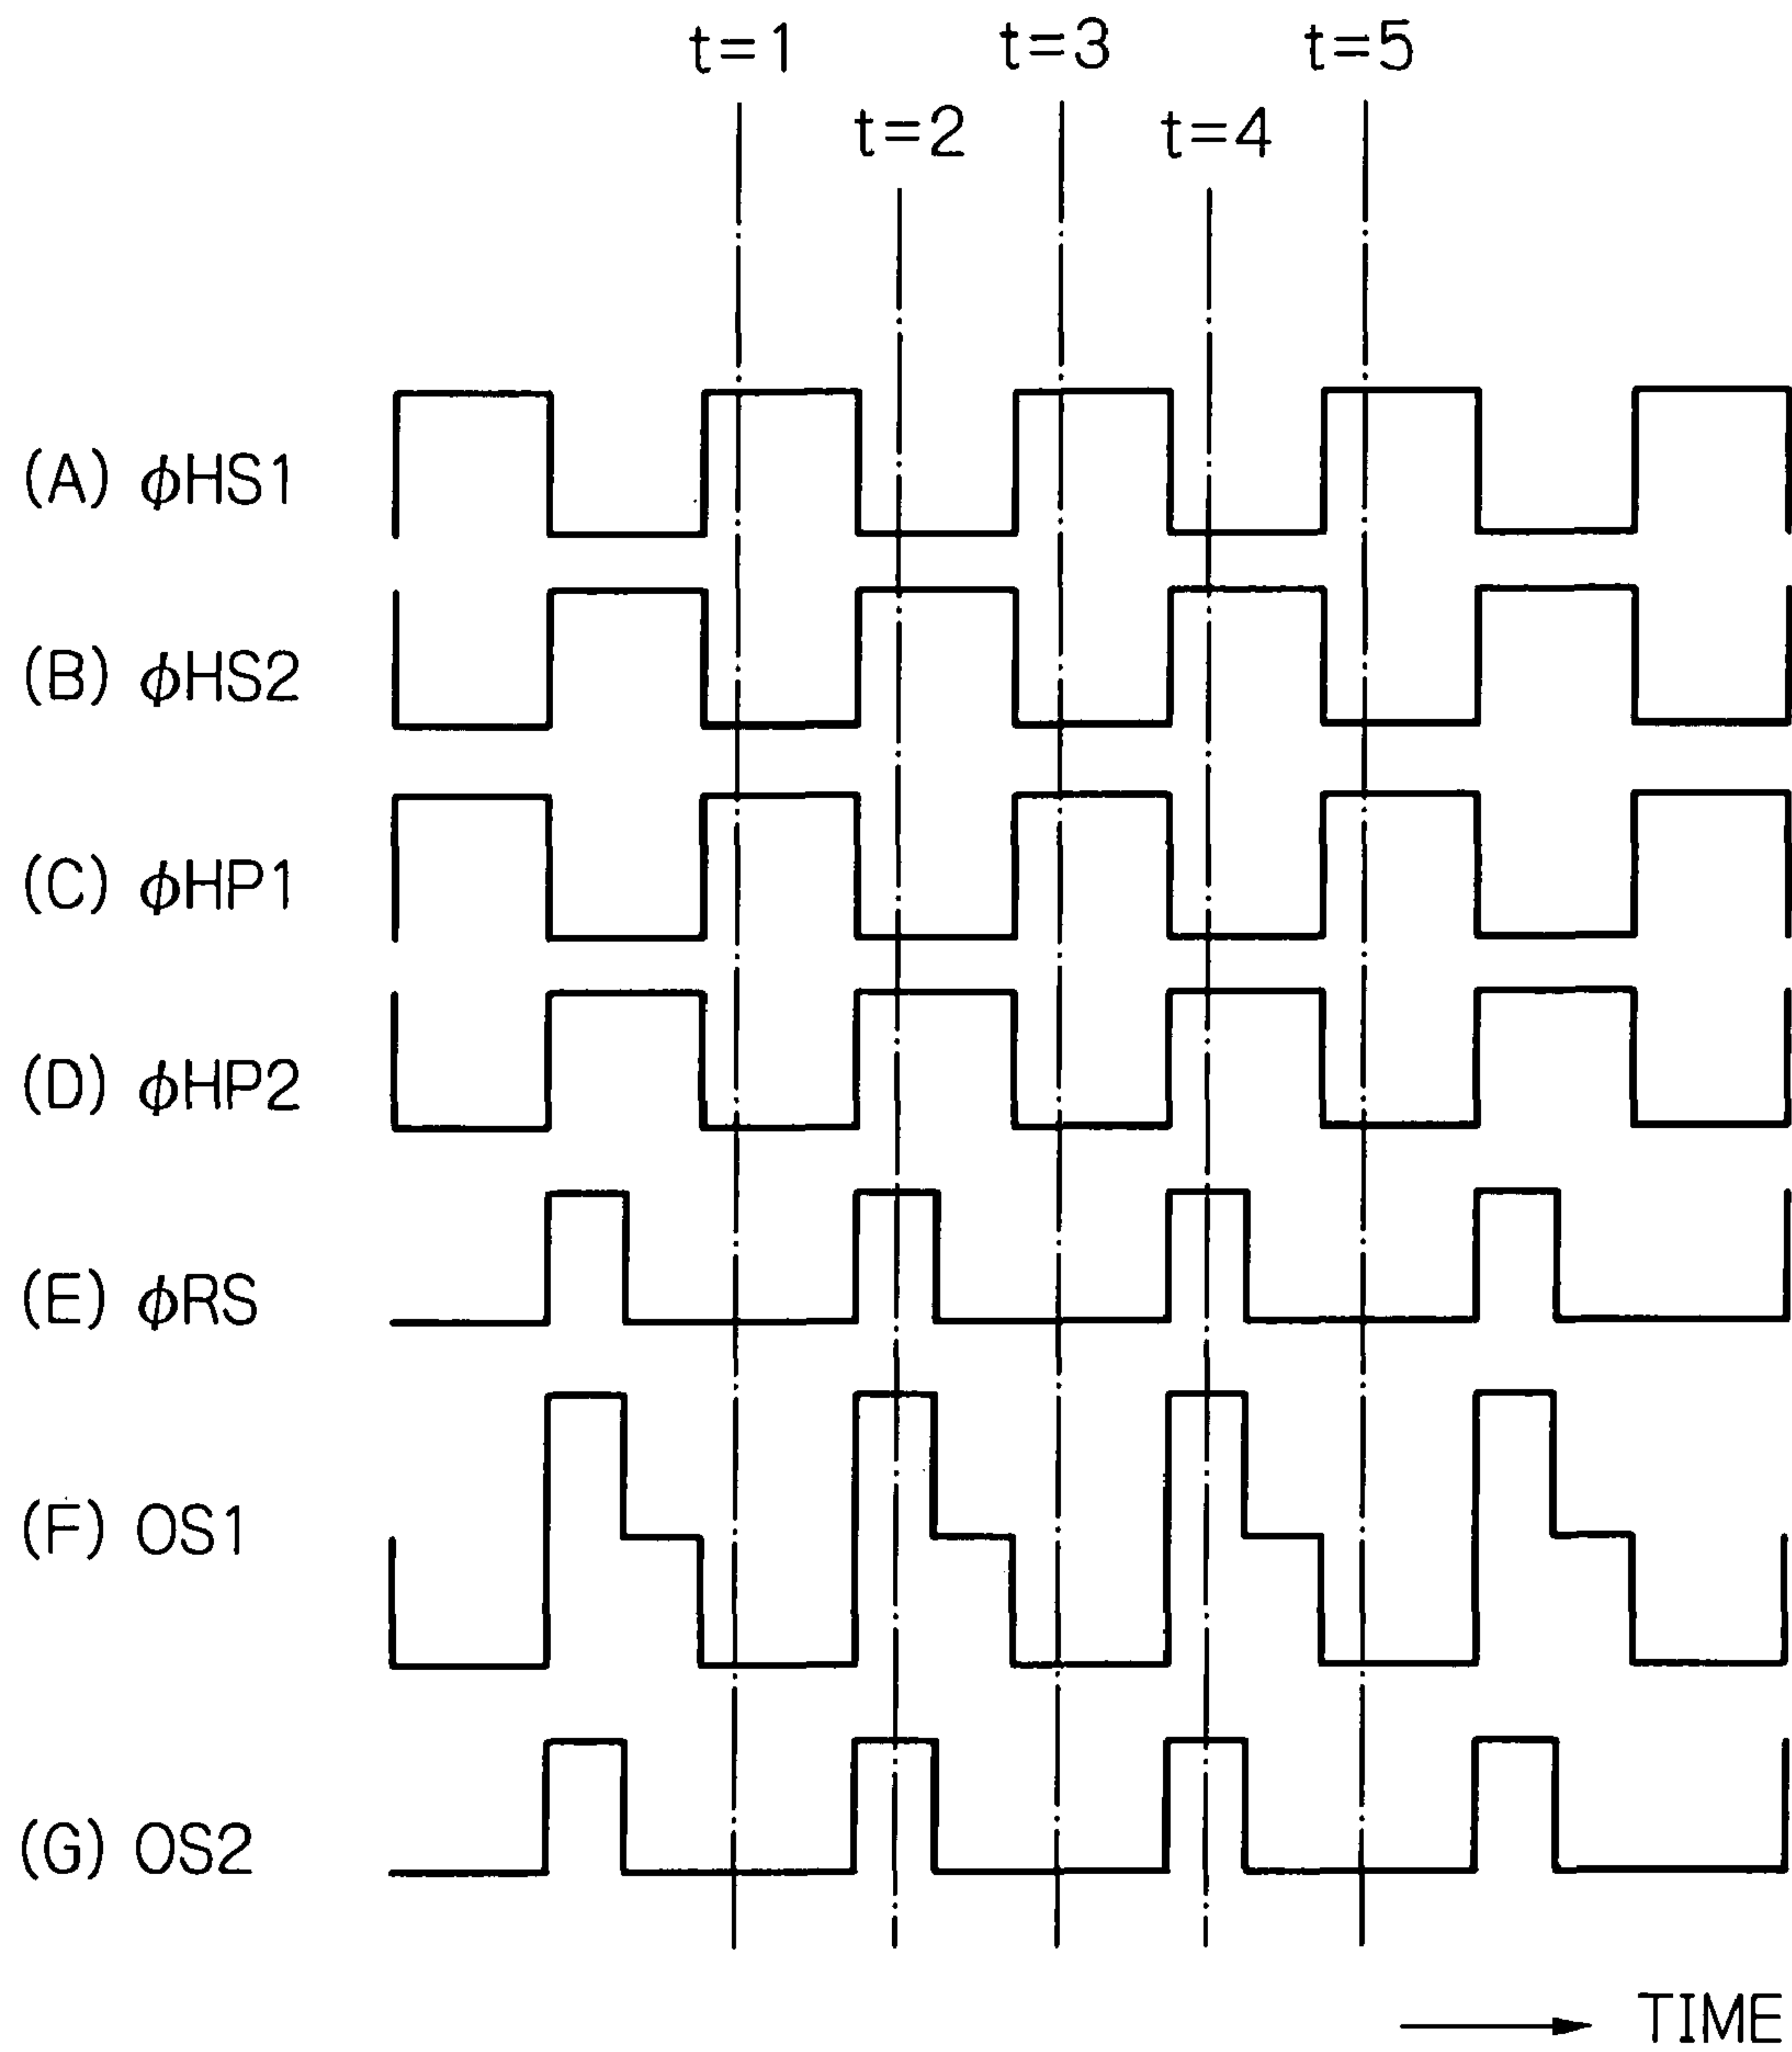 t=1
t=3
t=5
t=2
t=4
(A) ϕHS1
(B) ϕHS2
(C) ϕHP1
(D) ϕHP2
(E) ϕRS
(F) OS1
(G) OS2
TIME